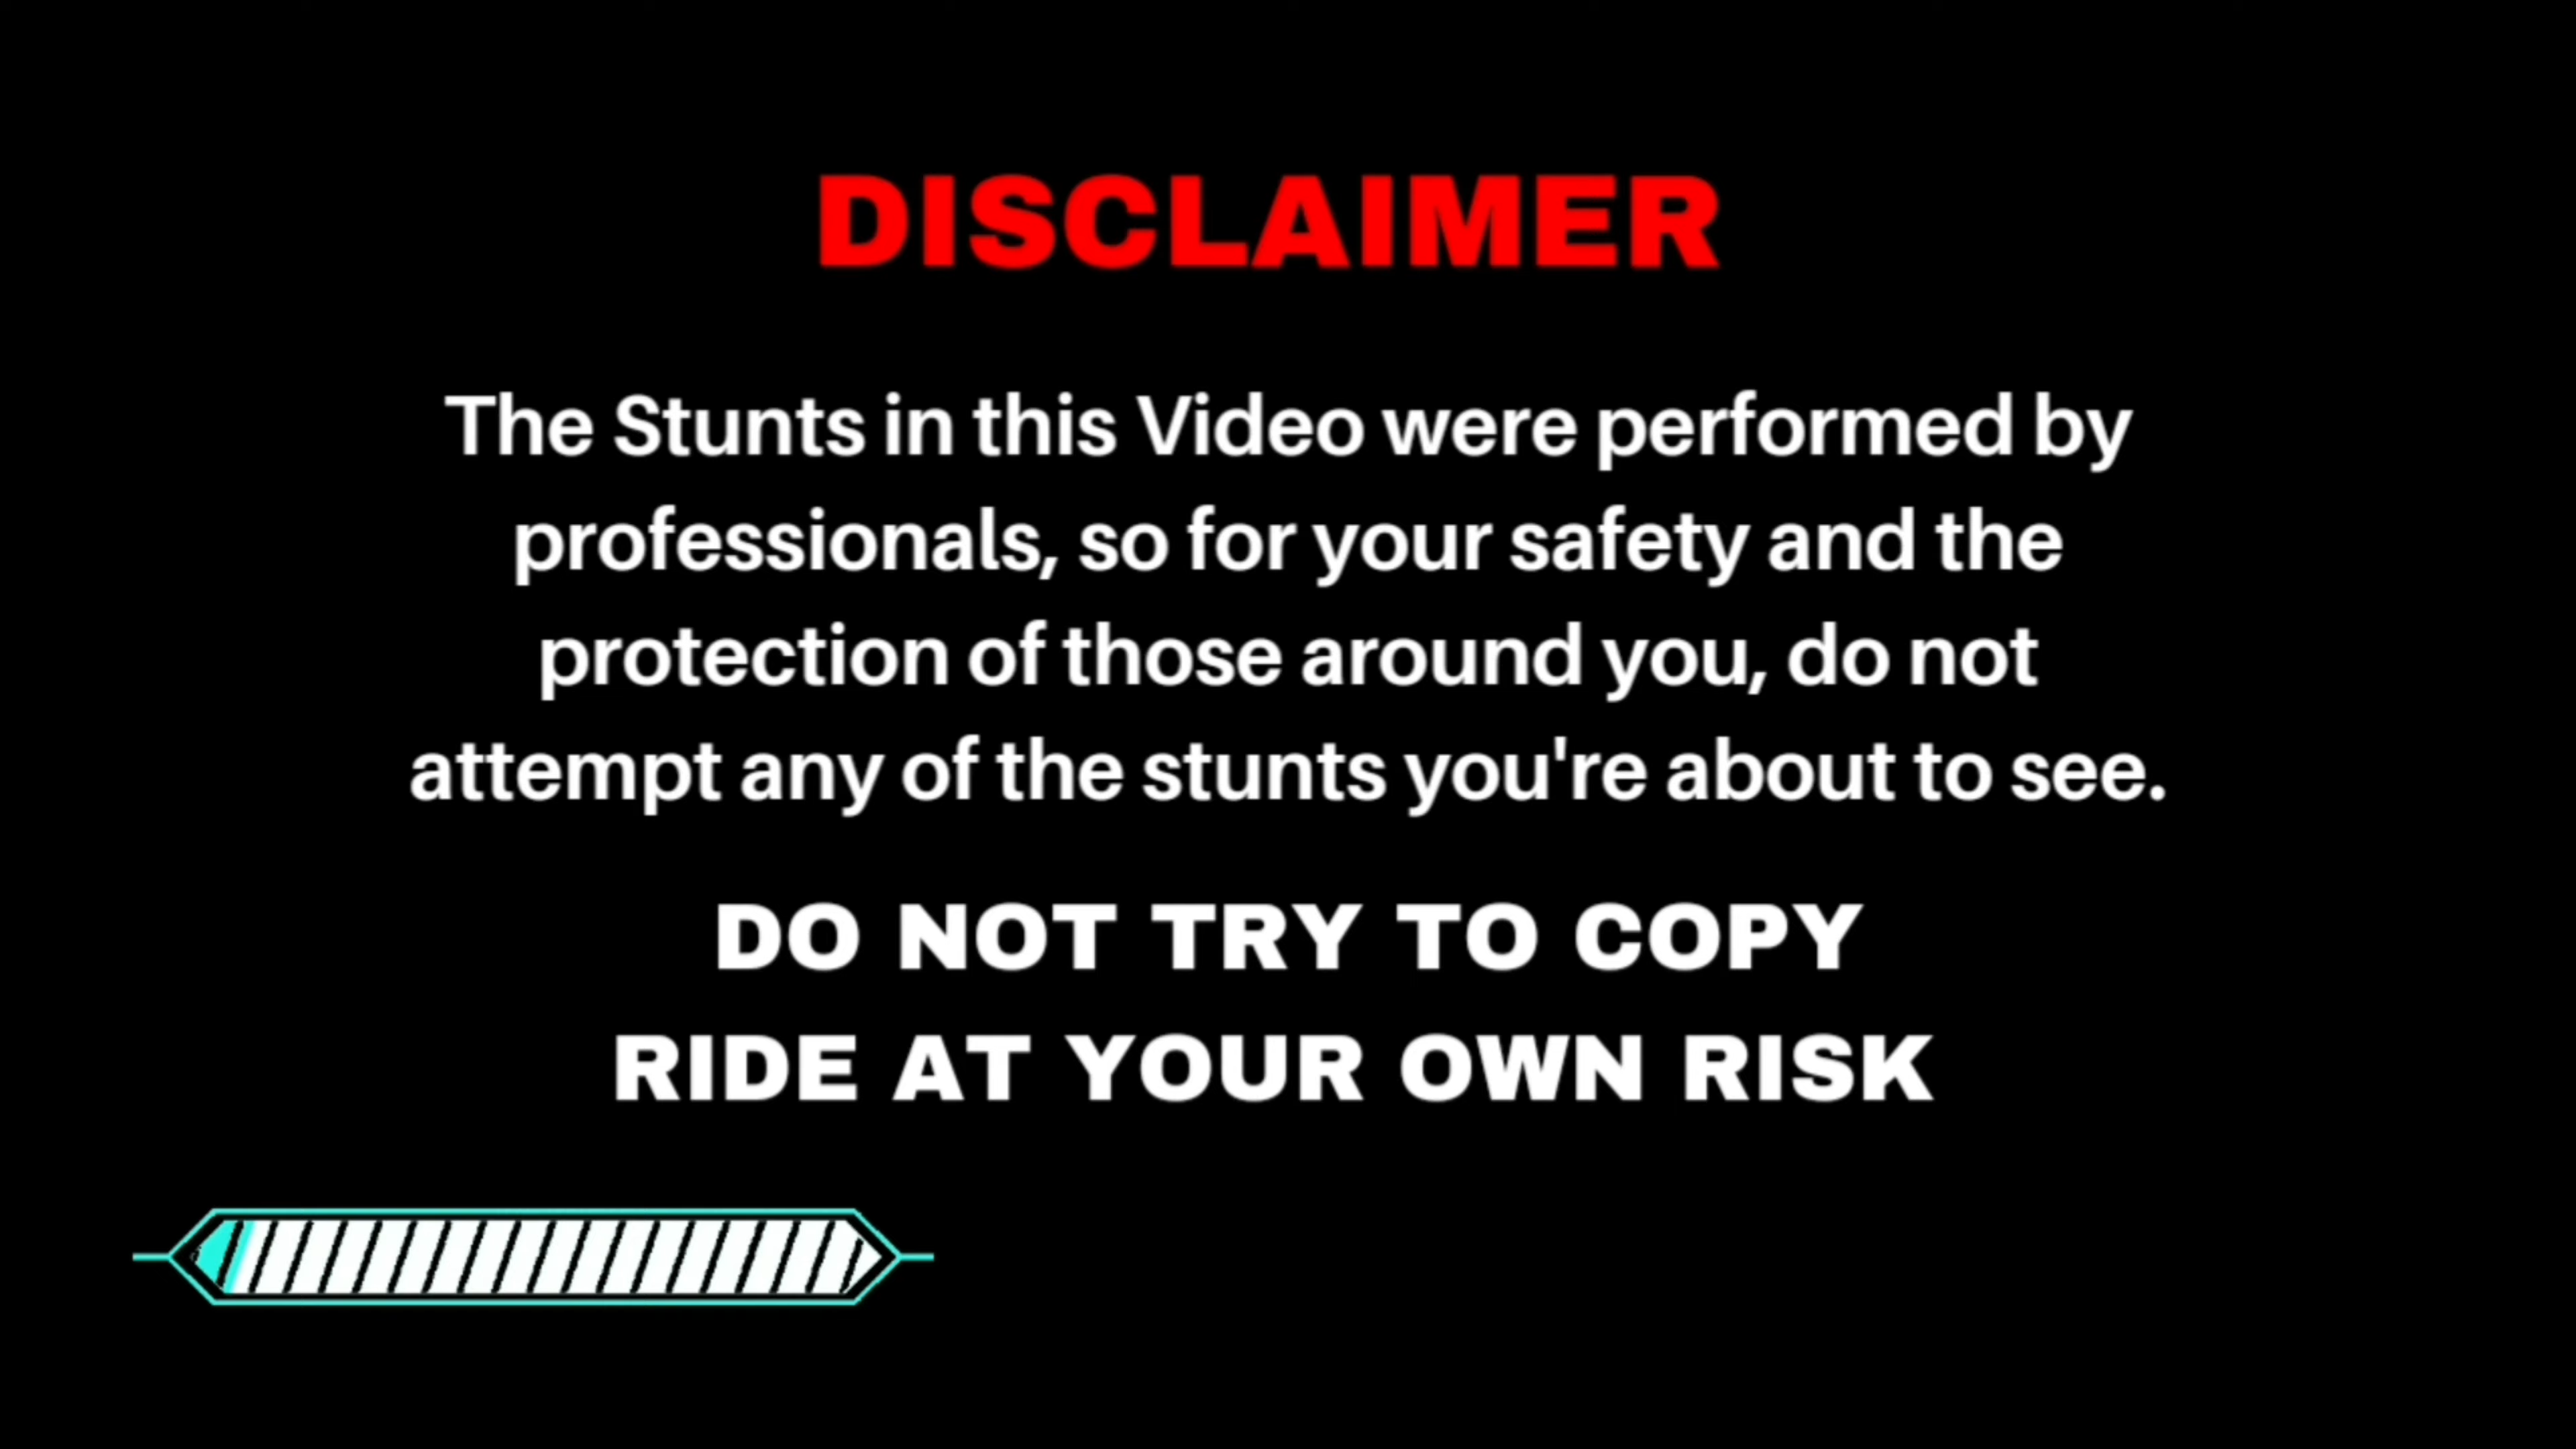 DISCLAIMER
The Stunts in this Video were performed by
professionals, so for your safety and the
protection of those around you, do not
attempt any of the stunts you're about to see.
DO NOT TRY TO COPY
RIDE AT YOUR OWN RISK